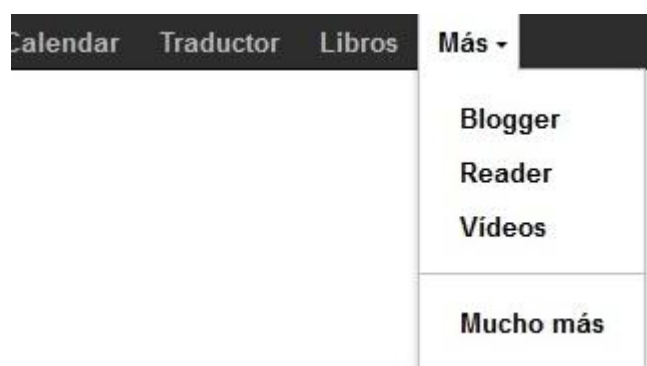 Calendar Traductor Libros Más
Blogger
Reader
Vídeos
Mucho más